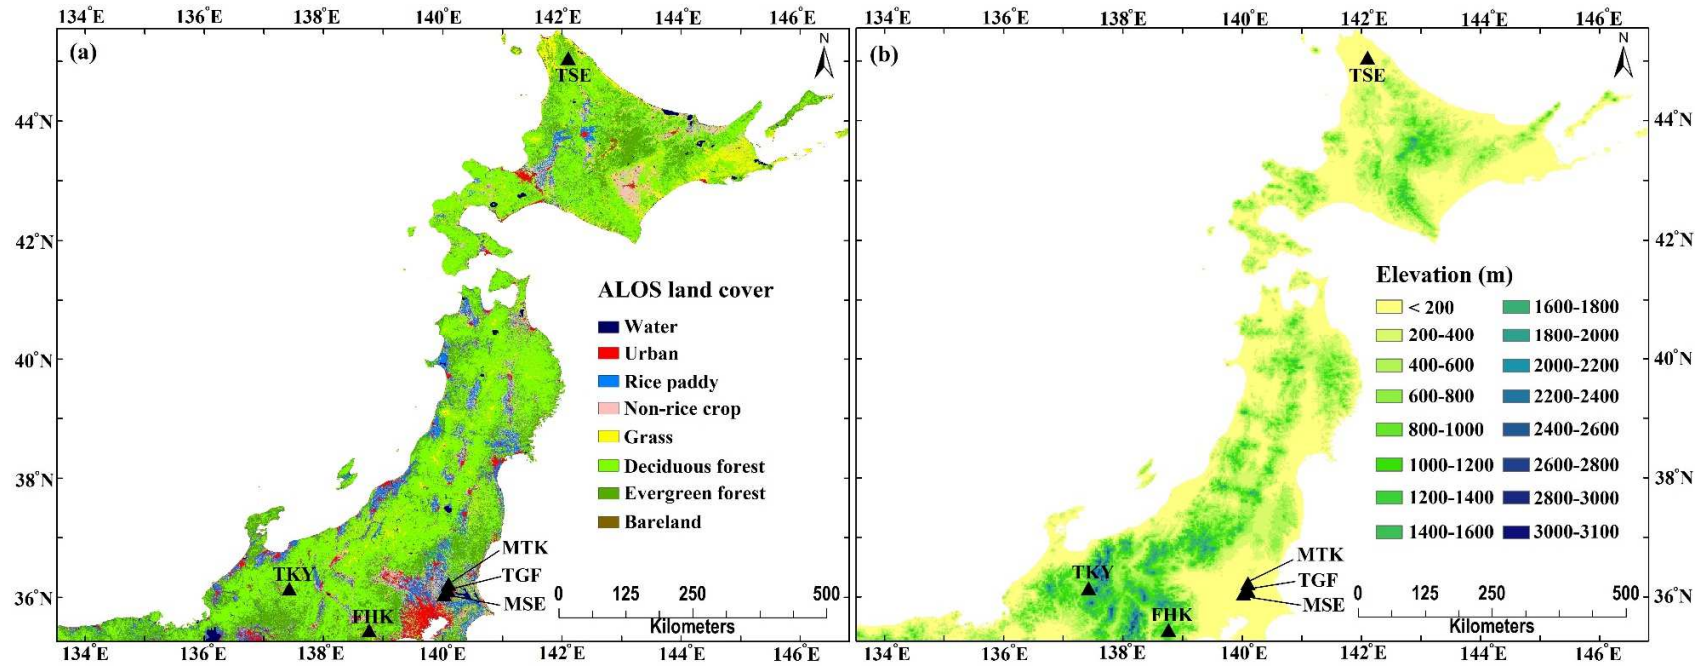 134°E 136°E 138°E 140°E 142°E 144°E 146°E
(a)
N
TSE
44°N
42°N
40°N
38°N
36°N
ALOS land cover
Water
Urban
Rice paddy
Non-rice crop
Grass
Deciduous forest
Evergreen forest
Bareland
MTK
TGF
MSE
TKY
FHK
0 125 250 500
Kilometers
134°E 136°E 138°E 140°E 142°E 144°E 146°E
134°E 136°E 138°E 140°E 142°E 144°E 146°E
(b)
N
TSE
44°N
42°N
40°N
38°N
36°N
Elevation (m)
< 200
200-400
400-600
600-800
800-1000
1000-1200
1200-1400
1400-1600
1600-1800
1800-2000
2000-2200
2200-2400
2400-2600
2600-2800
2800-3000
3000-3100
MTK
TGF
MSE
TKY
FHK
0 125 250 500
Kilometers
134°E 136°E 138°E 140°E 142°E 144°E 146°E